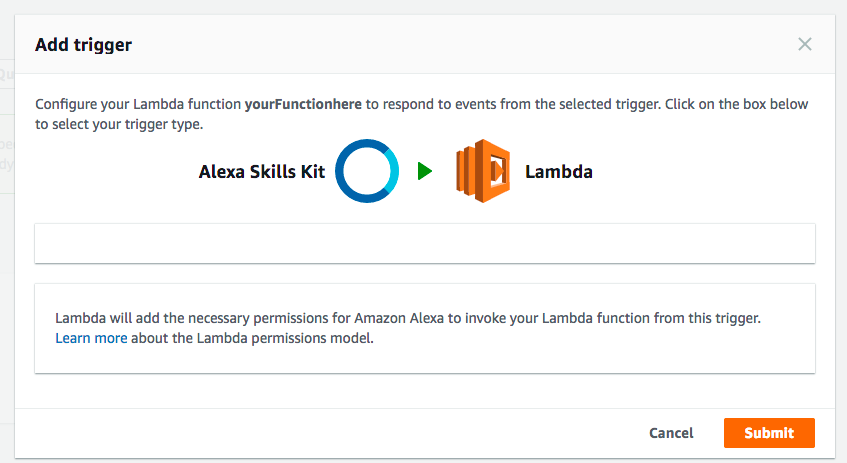 Add trigger
Configure your Lambda function yourFunctionhere to respond to events from the selected trigger. Click on the box below
to select your trigger type.
Alexa Skills Kit Lambda
Lambda will add the necessary permissions for Amazon Alexa to invoke your Lambda function from this trigger.
Learn more about the Lambda permissions model.
Cancel Submit